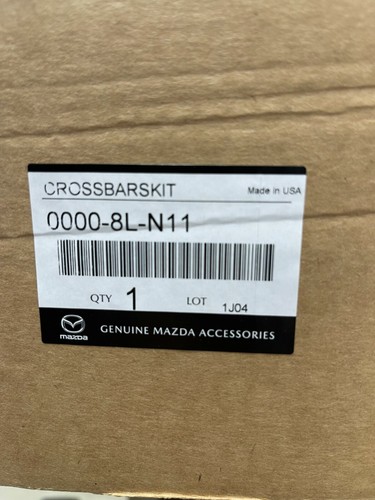 CROSSBARSKIT Made in USA
0000-8L-N11
QTY 1 LOT 1J04
mazda GENUINE MAZDA ACCESSORIES